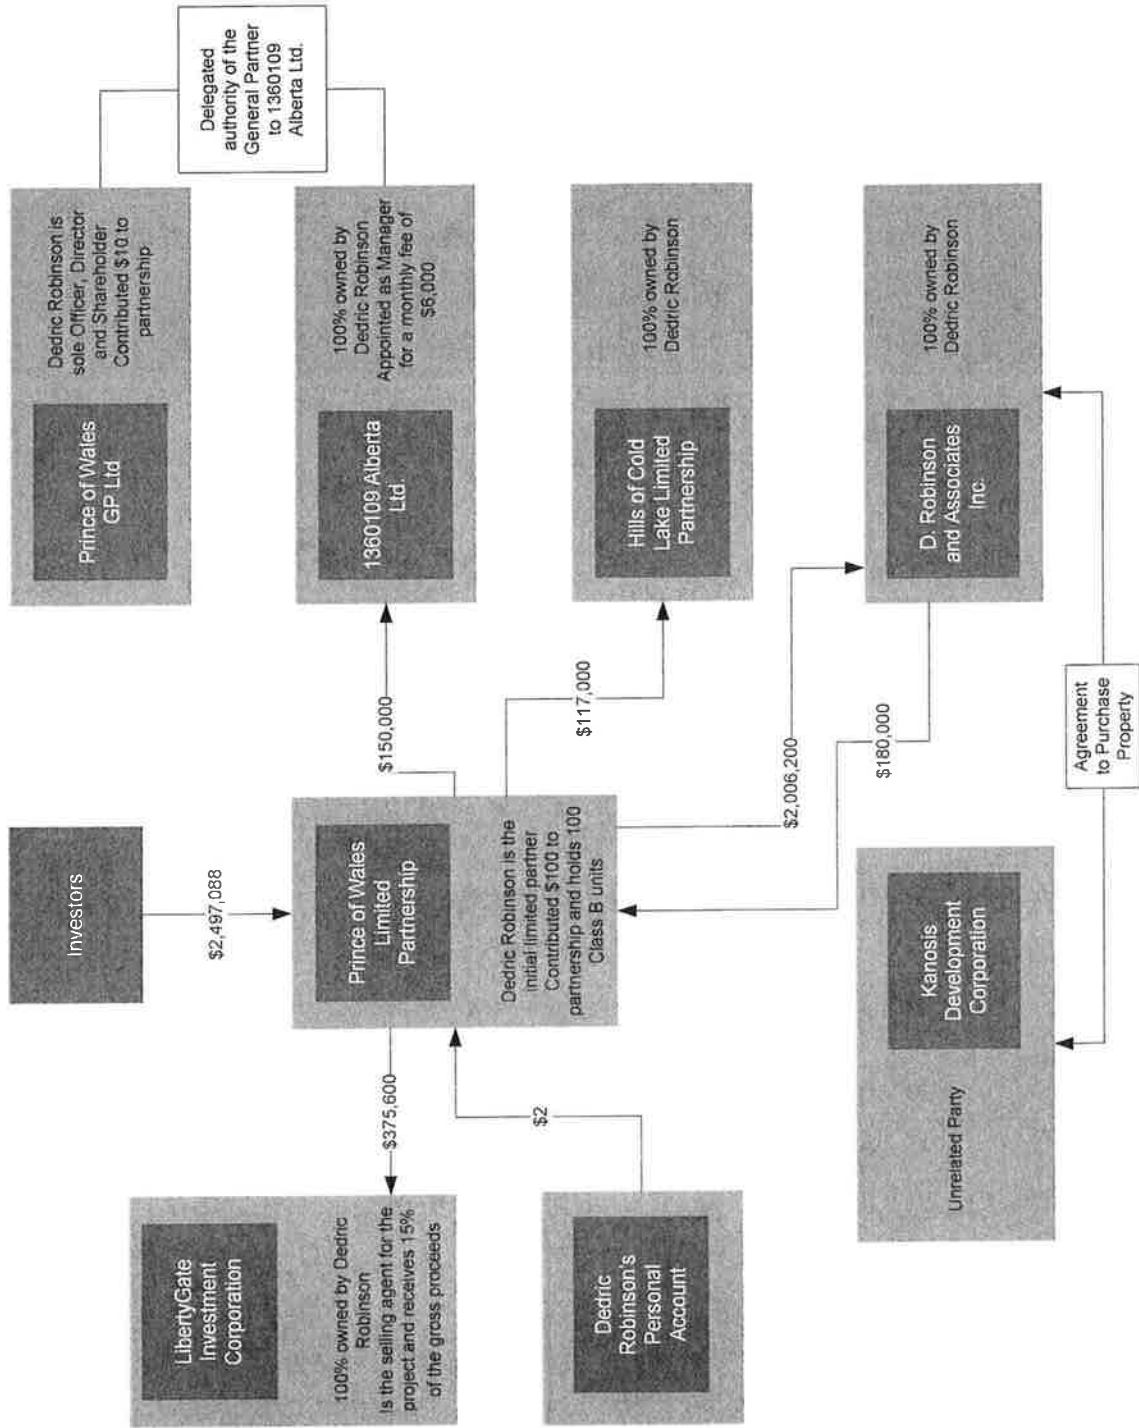 Investors
$2,497,088
Prince of Wales
GP Ltd
Dedric Robinson is
sole Officer, Director
and Shareholder
Contributed $10 to
partnership
Delegated
authority of the
General Partner
to 1360109
Alberta Ltd.
LibertyGate
Investment
Corporation
100% owned by Dedric
Robinson
Is the selling agent for the
project and receives 15%
of the gross proceeds
$375,600
Prince of Wales
Limited
Partnership
Dedric Robinson is the
initial limited partner
Contributed $100 to
partnership and holds 100
Class B units
$150,000
1360109 Alberta
Ltd.
100% owned by
Dedric Robinson
Appointed as Manager
for a monthly fee of
$6,000
Dedric
Robinson's
Personal
Account
$2
$117,000
Hills of Cold
Lake Limited
Partnership
100% owned by
Dedric Robinson
$2,006,200
$180,000
Unrelated Party
Kanosis
Development
Corporation
D. Robinson
and Associates
Inc.
100% owned by
Dedric Robinson
Agreement
to Purchase
Property